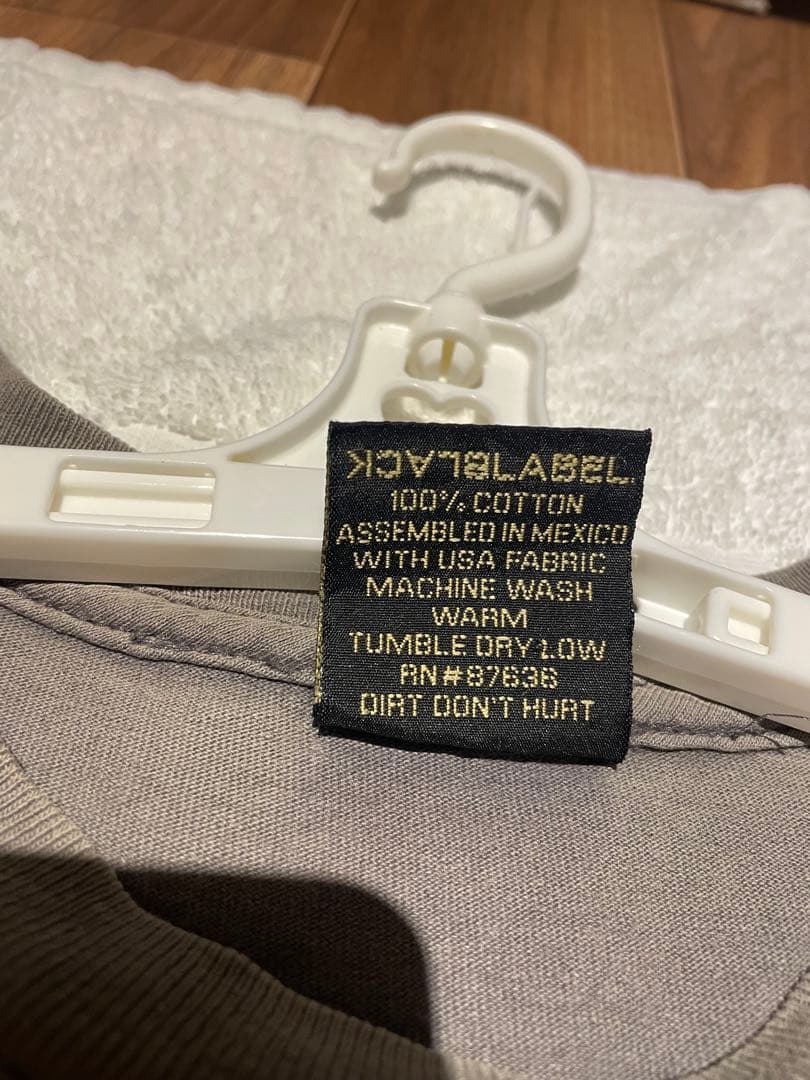 BLACKLABEL
100% COTTON
ASSEMBLED IN MEXICO
WITH USA FABRIC
MACHINE WASH
WARM
TUMBLE DRY LOW
RN#87636
DIRT DON'T HURT